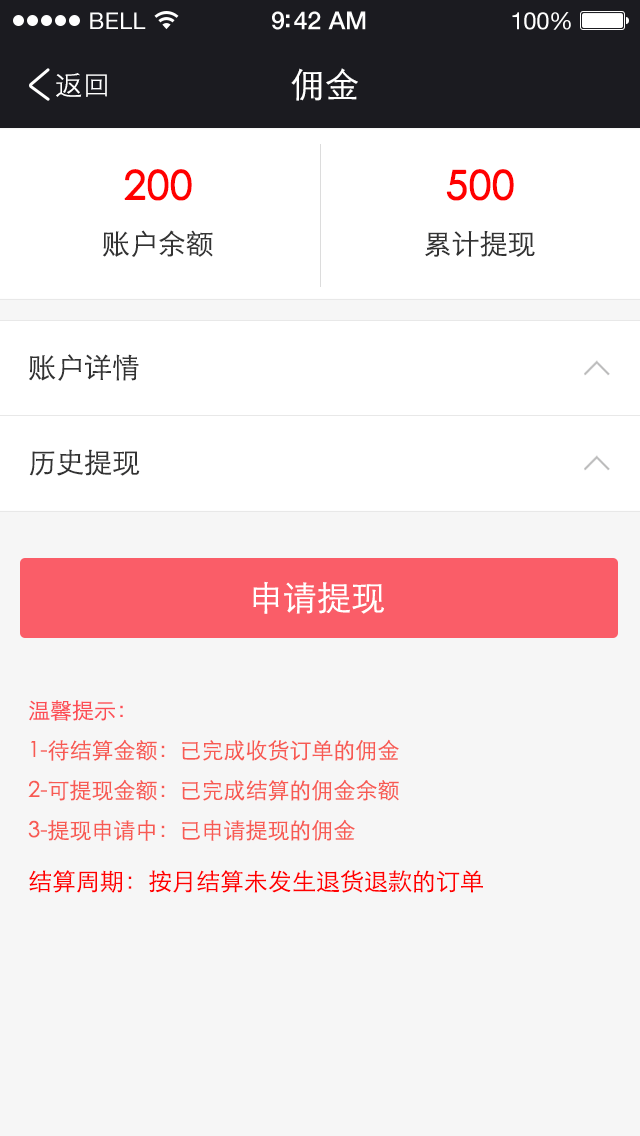 BELL 9:42 AM 100%
返回 佣金
200 500
账户余额 累计提现
账户详情
历史提现
申请提现
温馨提示：
1-待结算金额：已完成收货订单的佣金
2-可提现金额：已完成结算的佣金余额
3-提现申请中：已申请提现的佣金
结算周期：按月结算未发生退货退款的订单